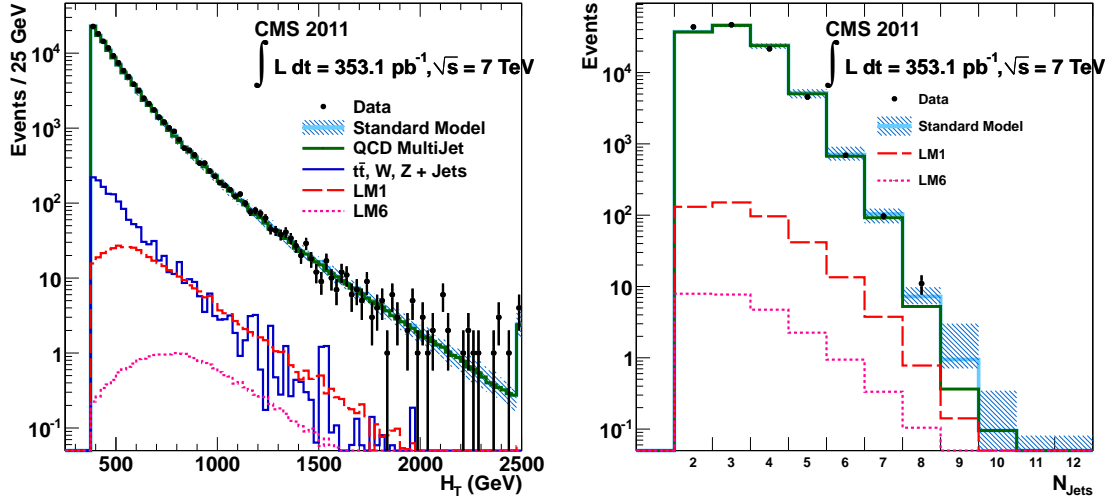 Events / 25 GeV
10⁴
10³
10²
10
1
10⁻¹
CMS 2011
∫ L dt = 353.1 pb⁻¹, √s = 7 TeV
Data
Standard Model
QCD MultiJet
tt̄, W, Z + Jets
LM1
LM6
500 1000 1500 2000 2500
H_T (GeV)
Events
10⁴
10³
10²
10
1
10⁻¹
CMS 2011
∫ L dt = 353.1 pb⁻¹, √s = 7 TeV
Data
Standard Model
LM1
LM6
2 3 4 5 6 7 8 9 10 11 12
N_Jets